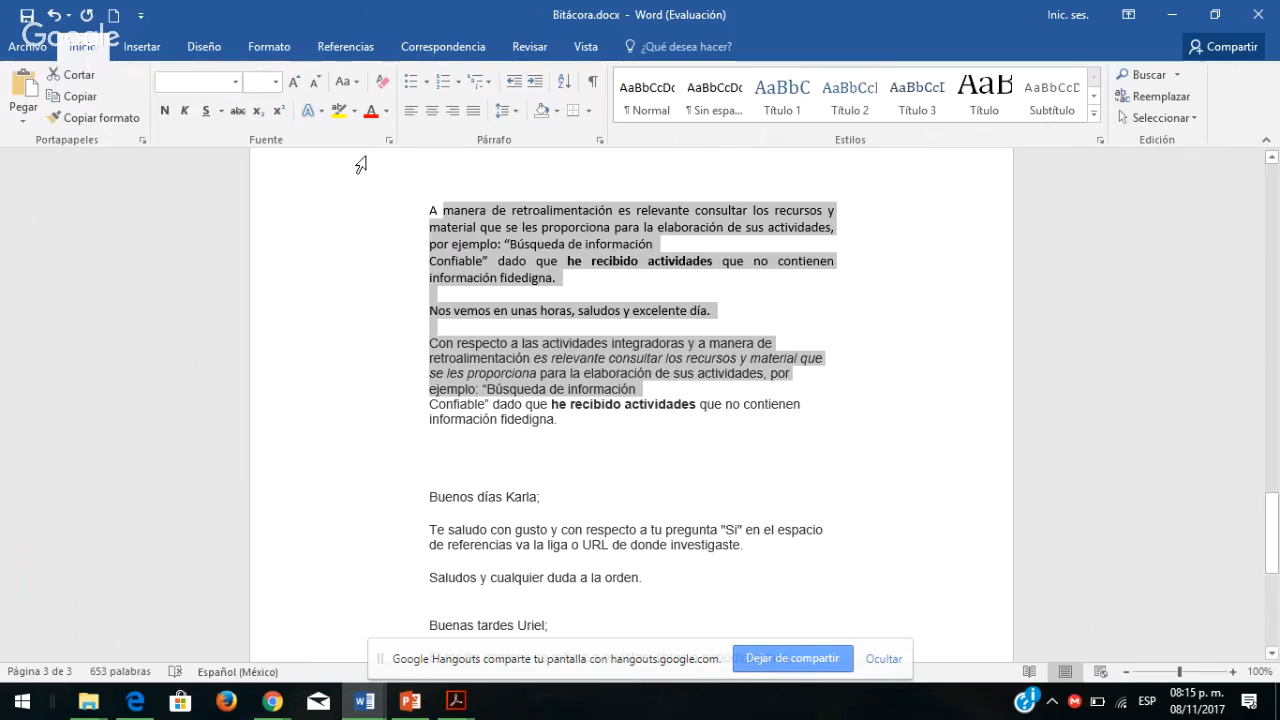 Bitácora.docx - Word (Evaluación)
Inic. ses.
Google
Archivo Inicio Insertar Diseño Formato Referencias Correspondencia Revisar Vista ¿Qué desea hacer? Compartir
Pegar
Cortar
Copiar
Copiar formato
N K S abc x₂ x² A A Aa
AaBbCcDc AaBbCcDc AaBbC AaBbCcI AaBbCcI AaB AaBbCcD
¶ Normal ¶ Sin espa... Título 1 Título 2 Título 3 Título Subtítulo
Buscar
Reemplazar
Seleccionar
Portapapeles Fuente Párrafo Estilos Edición
A manera de retroalimentación es relevante consultar los recursos y
material que se les proporciona para la elaboración de sus actividades,
por ejemplo: “Búsqueda de información
Confiable” dado que he recibido actividades que no contienen
información fidedigna.
Nos vemos en unas horas, saludos y excelente día.
Con respecto a las actividades integradoras y a manera de
retroalimentación es relevante consultar los recursos y material que
se les proporciona para la elaboración de sus actividades, por
ejemplo: “Búsqueda de información
Confiable” dado que he recibido actividades que no contienen
información fidedigna.
Buenos días Karla;
Te saludo con gusto y con respecto a tu pregunta "Si" en el espacio
de referencias va la liga o URL de donde investigaste.
Saludos y cualquier duda a la orden.
Buenas tardes Uriel;
Google Hangouts comparte tu pantalla con hangouts.google.com. Dejar de compartir Ocultar
Página 3 de 3 653 palabras Español (México) 100%
ESP
08:15 p. m.
08/11/2017